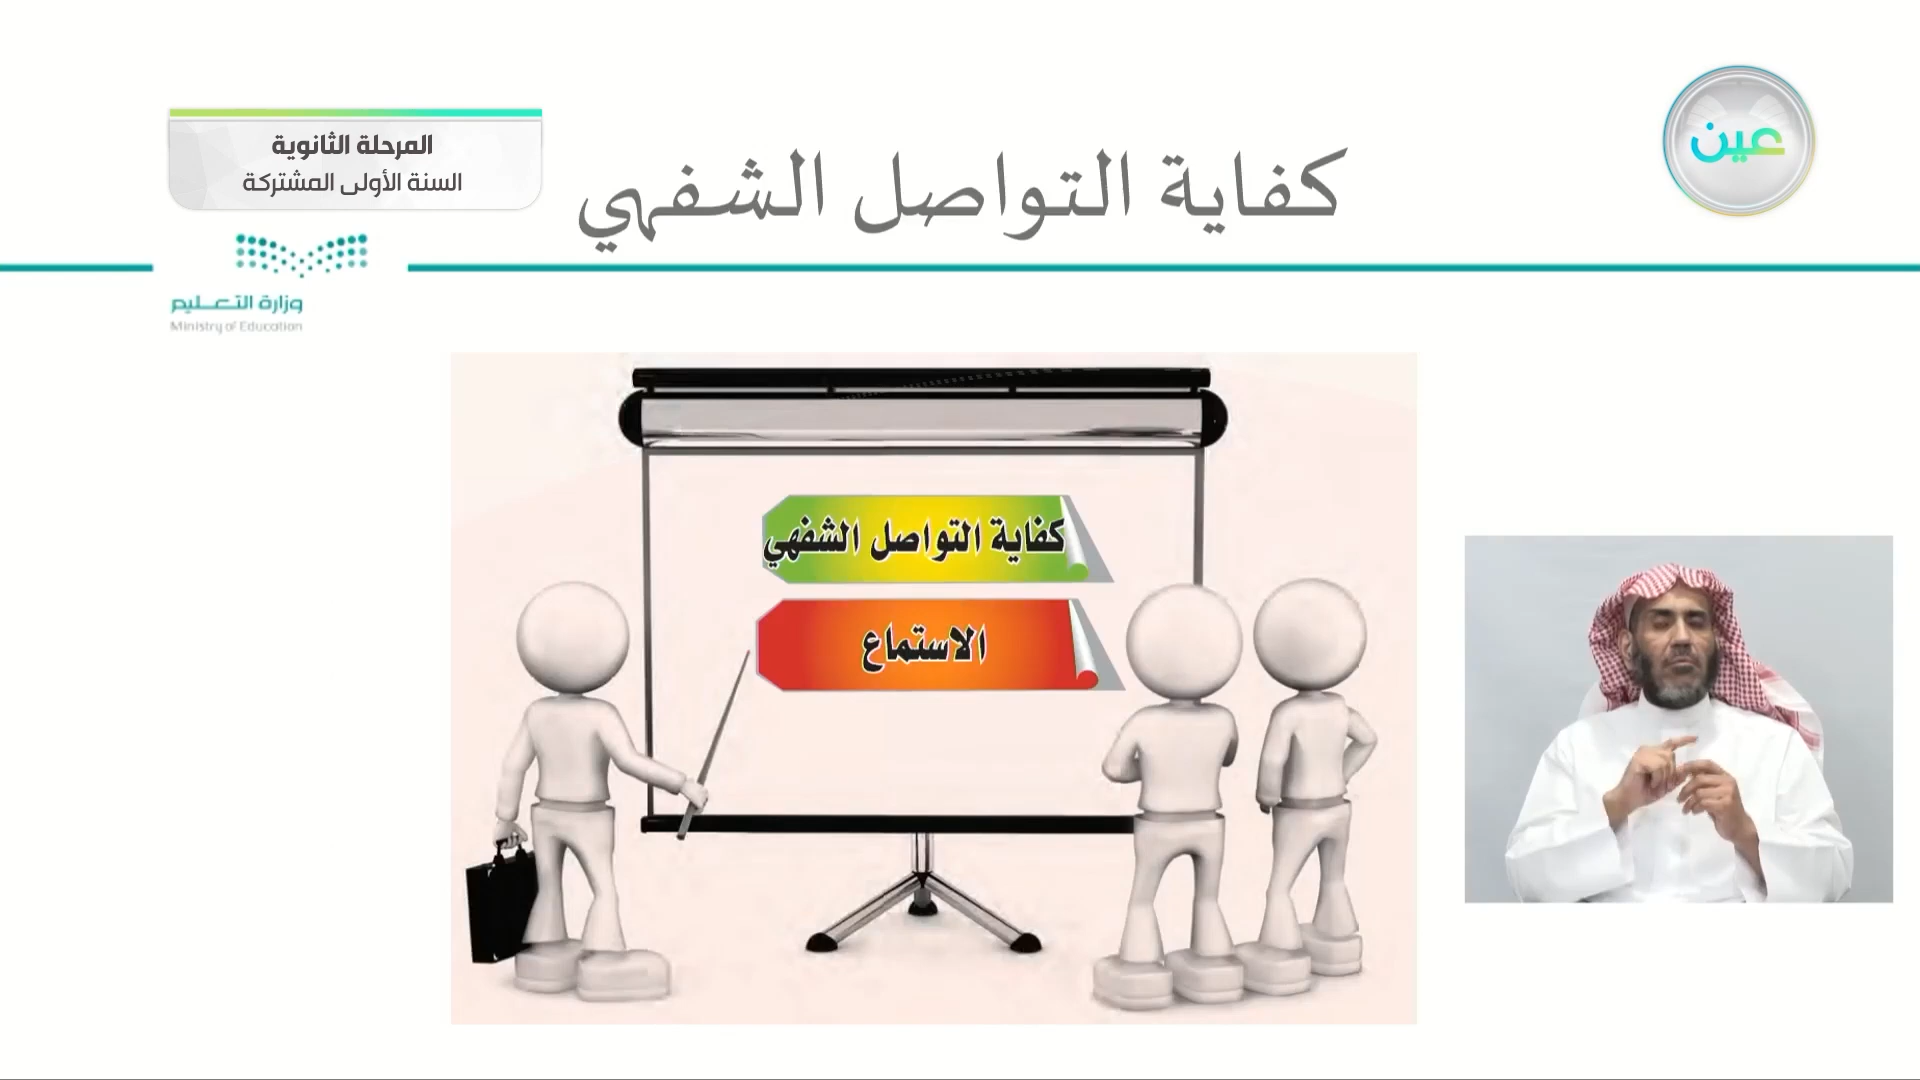 عين
المرحلة الثانوية
السنة الأولى المشتركة
كفاية التواصل الشفهي
وزارة التعليم
Ministry of Education
كفاية التواصل الشفهي
الاستماع